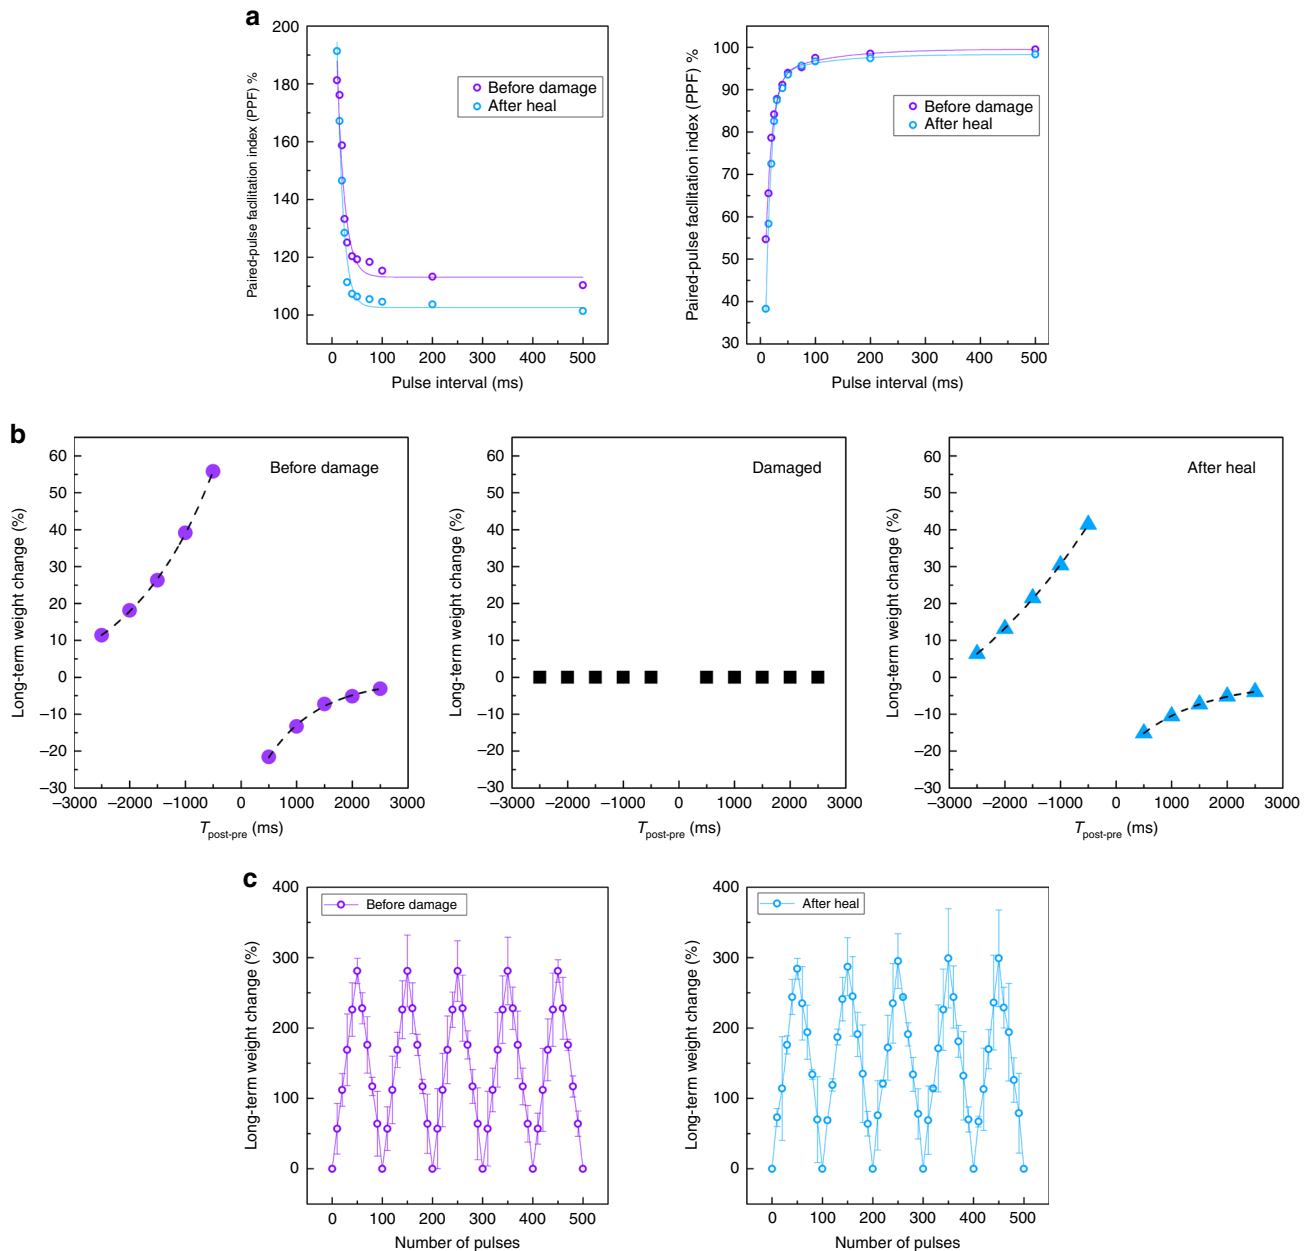 a
200
180
160
140
120
100
Paired-pulse facllitation index (PPF) %
Before damage
After heal
0 100 200 300 400 500
Pulse interval (ms)
100
90
80
70
60
50
40
30
Paired-pulse facllitation index (PPF) %
Before damage
After heal
0 100 200 300 400 500
Pulse interval (ms)
b
60
50
40
30
20
10
0
–10
–20
–30
Long-term weight change (%)
Before damage
–3000 –2000 –1000 0 1000 2000 3000
Tpost-pre (ms)
60
50
40
30
20
10
0
–10
–20
–30
Long-term weight change (%)
Damaged
–3000 –2000 –1000 0 1000 2000 3000
Tpost-pre (ms)
60
50
40
30
20
10
0
–10
–20
–30
Long-term weight change (%)
After heal
–3000 –2000 –1000 0 1000 2000 3000
Tpost-pre (ms)
c
400
300
200
100
0
Long-term weight change (%)
Before damage
0 100 200 300 400 500
Number of pulses
400
300
200
100
0
Long-term weight change (%)
After heal
0 100 200 300 400 500
Number of pulses